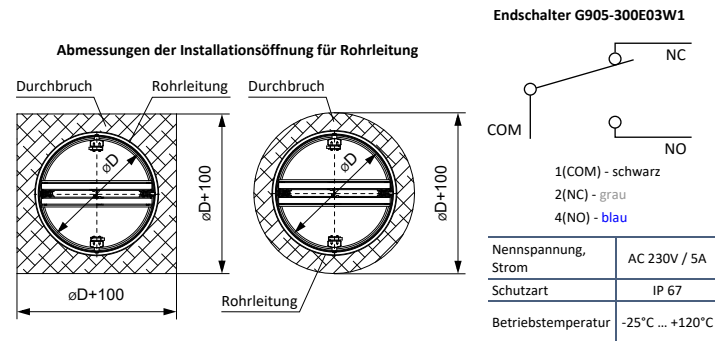 Abmessungen der Installationsöffnung für Rohrleitung
Durchbruch
Rohrleitung
øD
øD+100
øD+100
Durchbruch
øD
øD+100
Rohrleitung
Endschalter G905-300E03W1
NC
COM
NO
1(COM) - schwarz
2(NC) - grau
4(NO) - blau
Nennspannung,
Strom
AC 230V / 5A
Schutzart
IP 67
Betriebstemperatur
-25°C ... +120°C